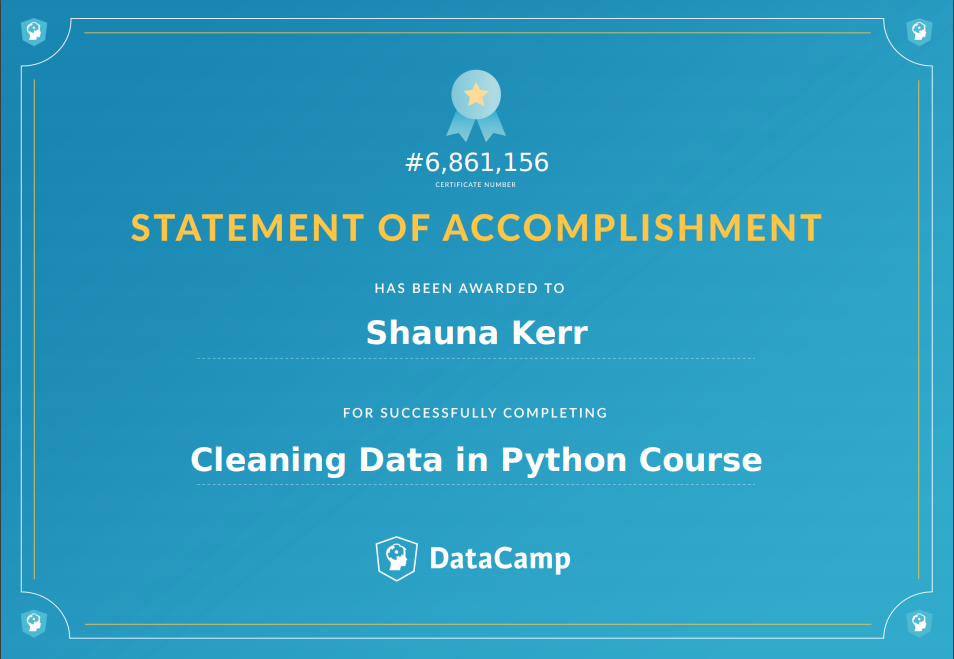 #6,861,156
CERTIFICATE NUMBER
STATEMENT OF ACCOMPLISHMENT
HAS BEEN AWARDED TO
Shauna Kerr
FOR SUCCESSFULLY COMPLETING
Cleaning Data in Python Course
DataCamp